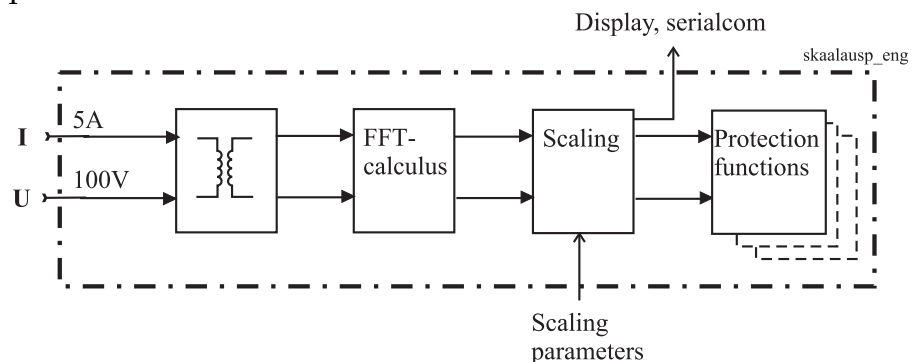 Display, serialcom
skaalausp_eng
I
5A
U
100V
FFT-
calculus
Scaling
Protection
functions
Scaling
parameters